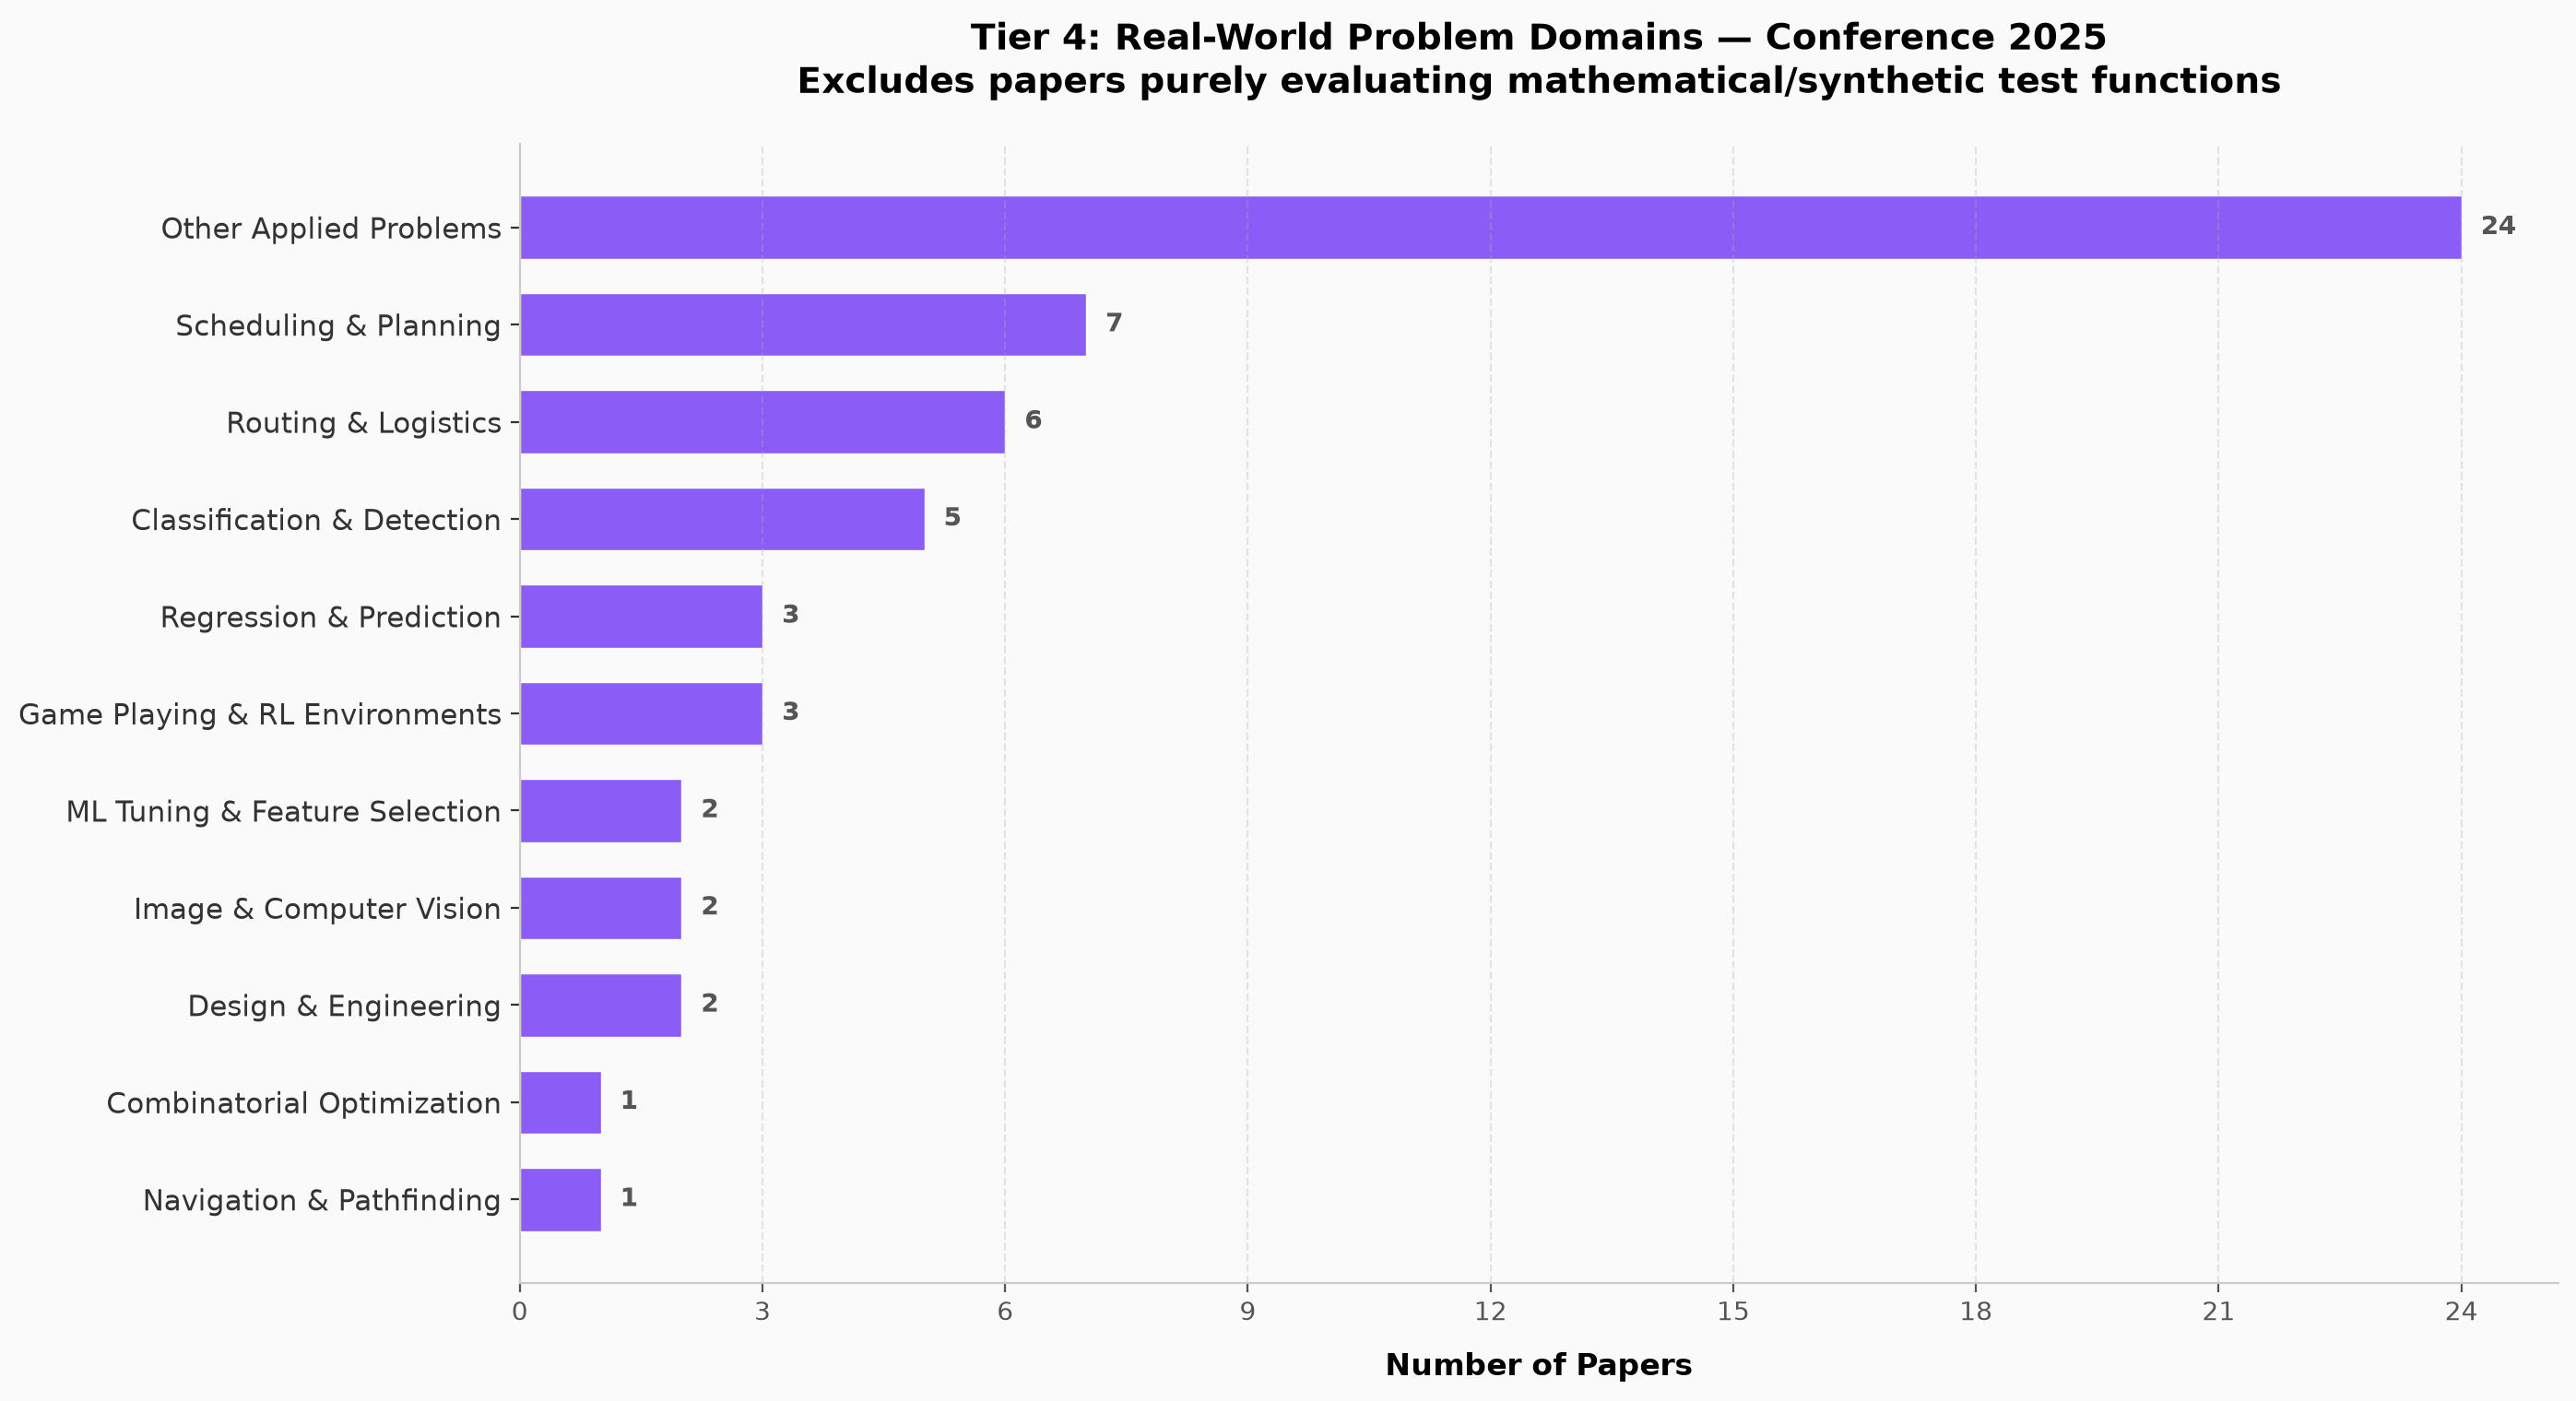 Tier 4: Real-World Problem Domains — Conference 2025
Excludes papers purely evaluating mathematical/synthetic test functions
Other Applied Problems 24
Scheduling & Planning 7
Routing & Logistics 6
Classification & Detection 5
Regression & Prediction 3
Game Playing & RL Environments 3
ML Tuning & Feature Selection 2
Image & Computer Vision 2
Design & Engineering 2
Combinatorial Optimization 1
Navigation & Pathfinding 1
0 3 6 9 12 15 18 21 24
Number of Papers